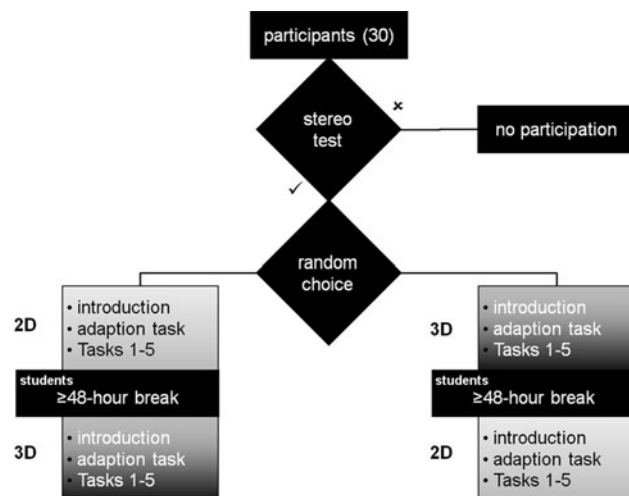 participants (30)
stereo
test
✘
no participation
✓
random
choice
2D
• introduction
• adaption task
• Tasks 1-5
students
≥48-hour break
3D
• introduction
• adaption task
• Tasks 1-5
3D
• introduction
• adaption task
• Tasks 1-5
students
≥48-hour break
2D
• introduction
• adaption task
• Tasks 1-5